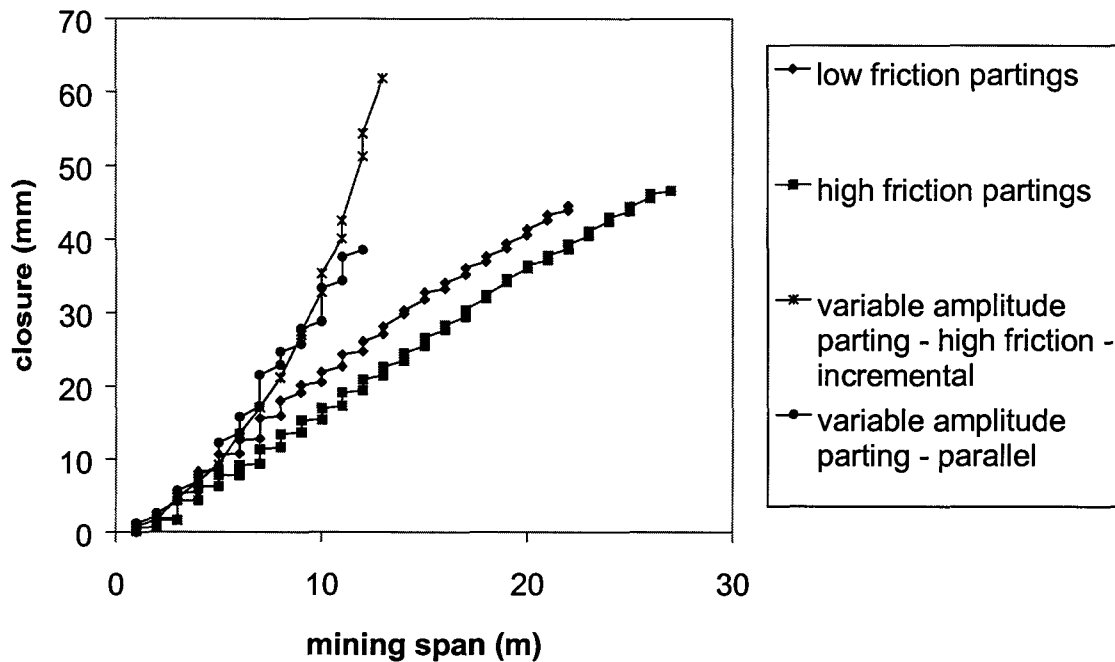 70
60
50
40
30
20
10
0
closure (mm)
0 10 20 30
mining span (m)
low friction partings
high friction partings
variable amplitude
parting - high friction -
incremental
variable amplitude
parting - parallel